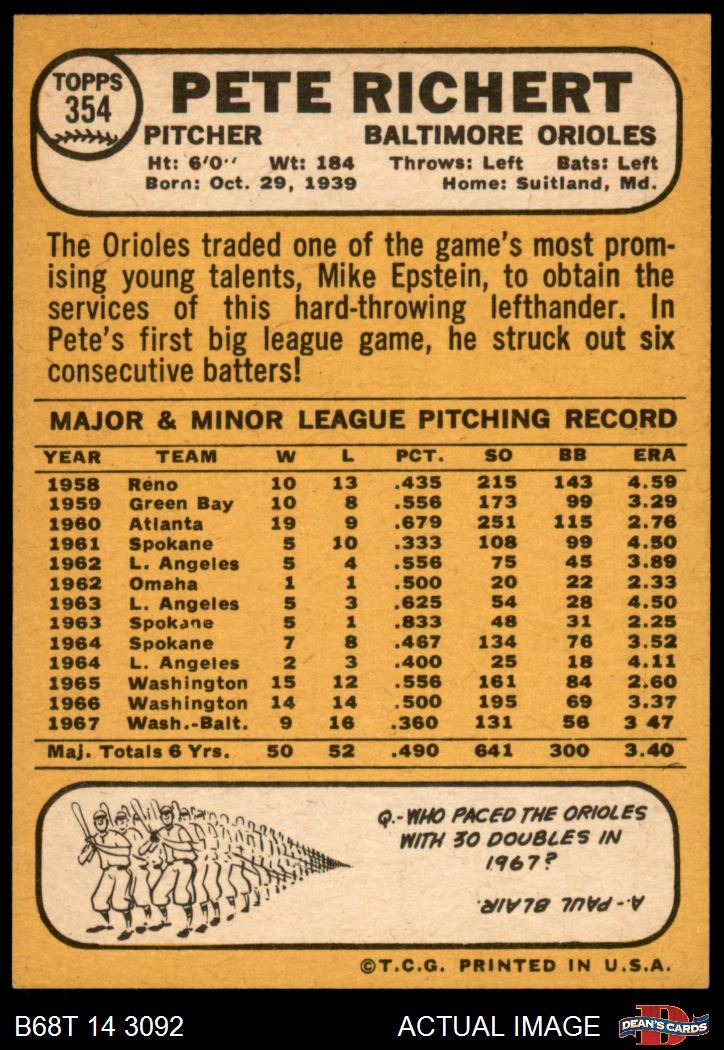 TOPPS
354
PETE RICHERT
PITCHER BALTIMORE ORIOLES
Ht: 6'0'' Wt: 184 Throws: Left Bats: Left
Born: Oct. 29, 1939 Home: Suitland, Md.
The Orioles traded one of the game's most prom-
ising young talents, Mike Epstein, to obtain the
services of this hard-throwing lefthander. In
Pete's first big league game, he struck out six
consecutive batters!
MAJOR & MINOR LEAGUE PITCHING RECORD
YEAR TEAM W L PCT. SO BB ERA
1958 Reno 10 13 .435 215 143 4.59
1959 Green Bay 10 8 .556 173 99 3.29
1960 Atlanta 19 9 .679 251 115 2.76
1961 Spokane 5 10 .333 108 99 4.50
1962 L. Angeles 5 4 .556 75 45 3.89
1962 Omaha 1 1 .500 20 22 2.33
1963 L. Angeles 5 3 .625 54 28 4.50
1963 Spokane 5 1 .833 48 31 2.25
1964 Spokane 7 8 .467 134 76 3.52
1964 L. Angeles 2 3 .400 25 18 4.11
1965 Washington 15 12 .556 161 84 2.60
1966 Washington 14 14 .500 195 69 3.37
1967 Wash.-Balt. 9 16 .360 131 56 3 47
Maj. Totals 6 Yrs. 50 52 .490 641 300 3.40
Q.-WHO PACED THE ORIOLES
WITH 30 DOUBLES IN
1967?
A.-PAUL BLAIR.
©T.C.G. PRINTED IN U.S.A.
B68T 14 3092 ACTUAL IMAGE D DEAN'S CARDS